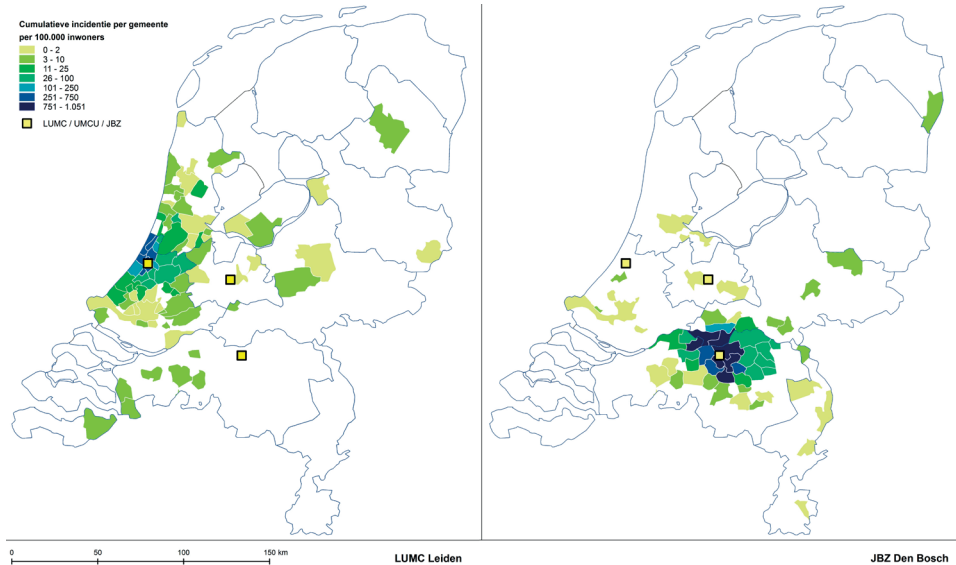 Cumulatieve incidentie per gemeente
per 100.000 inwoners
0 - 2
3 - 10
11 - 25
26 - 100
101 - 250
251 - 750
751 - 1.051
LUMC / UMCU / JBZ
0 50 100 150 km
LUMC Leiden
JBZ Den Bosch